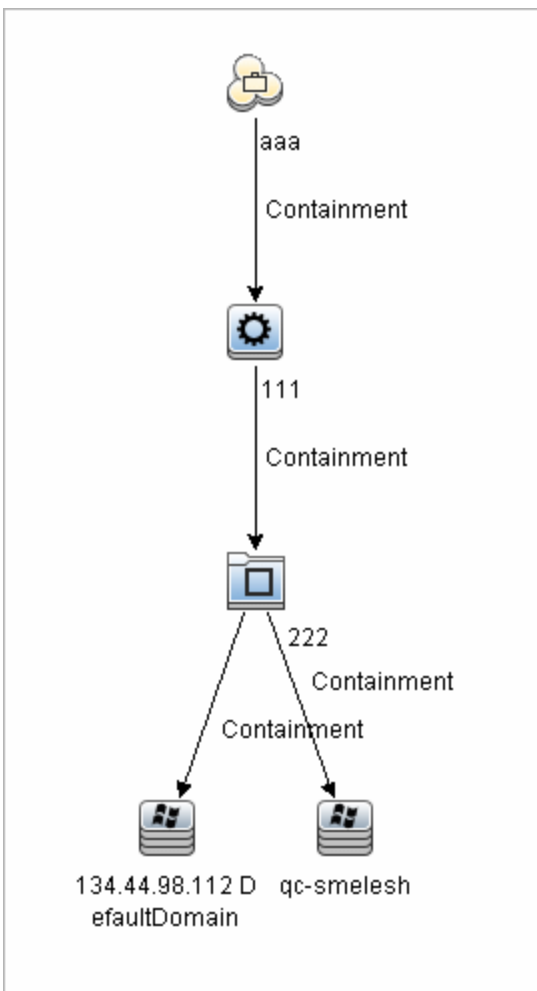 aaa
Containment
111
Containment
222
Containment
Containment
134.44.98.112 D
efaultDomain
qc-smelesh